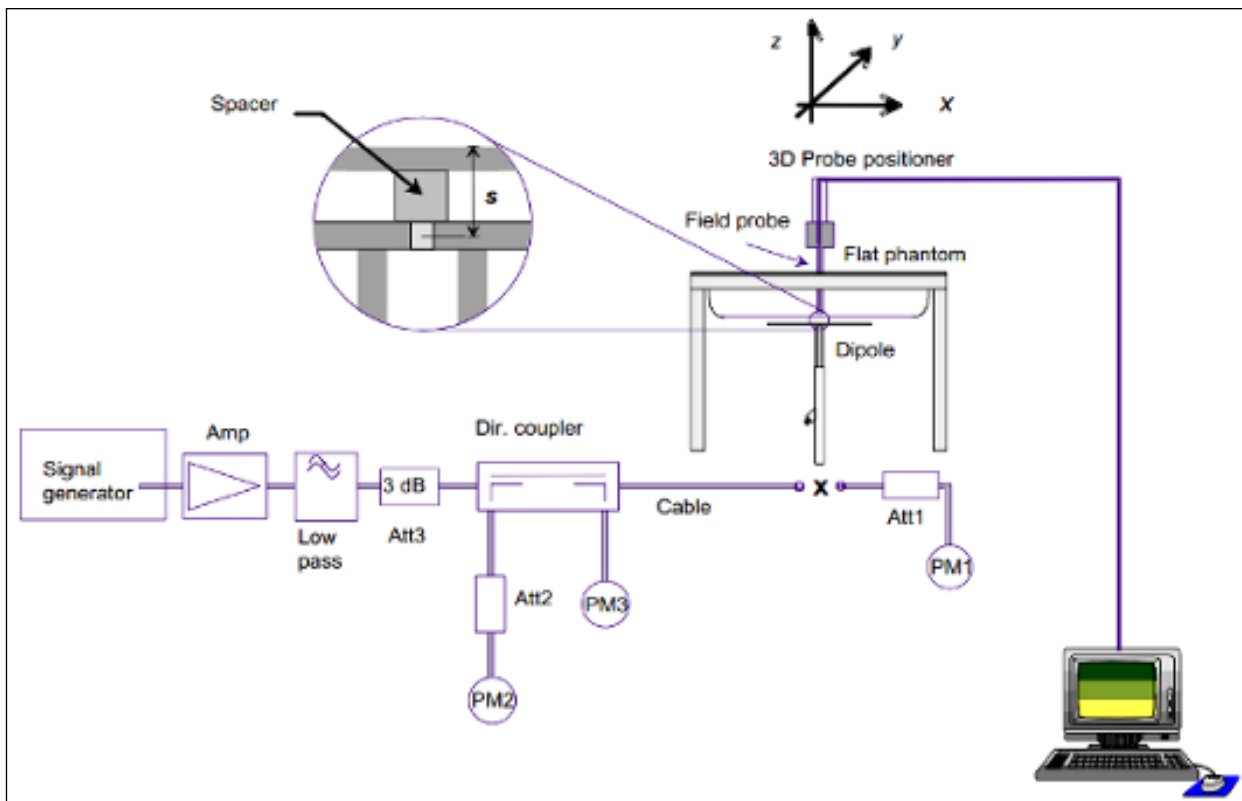 z
y
x
Spacer
s
3D Probe positioner
Field probe
Flat phantom
Dipole
Signal
generator
Amp
Low
pass
3 dB
Att3
Dir. coupler
Cable
X
Att1
PM1
Att2
PM3
PM2